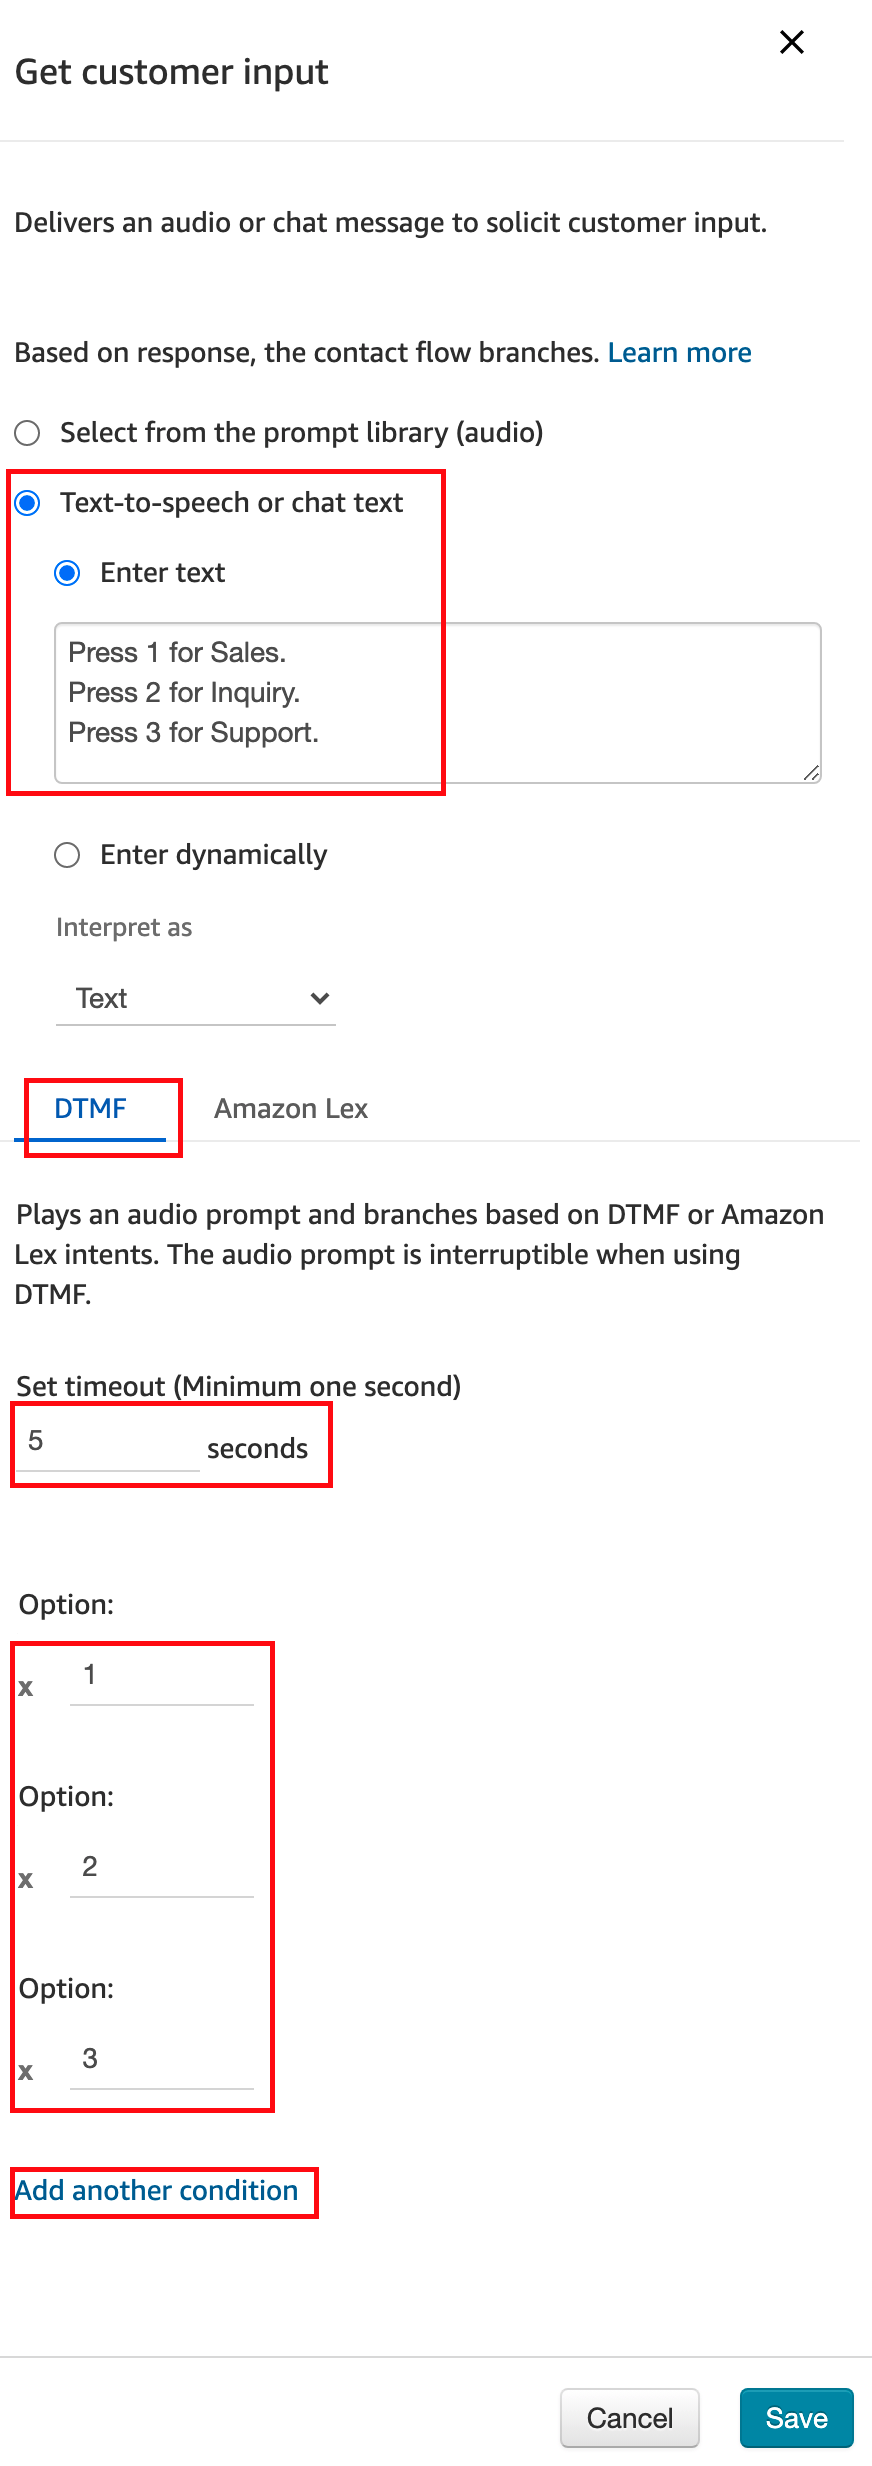 Get customer input
Delivers an audio or chat message to solicit customer input.
Based on response, the contact flow branches. Learn more
Select from the prompt library (audio)
Text-to-speech or chat text
Enter text
Press 1 for Sales.
Press 2 for Inquiry.
Press 3 for Support.
Enter dynamically
Interpret as
Text
DTMF Amazon Lex
Plays an audio prompt and branches based on DTMF or Amazon
Lex intents. The audio prompt is interruptible when using
DTMF.
Set timeout (Minimum one second)
5 seconds
Option:
x 1
Option:
x 2
Option:
x 3
Add another condition
Cancel Save